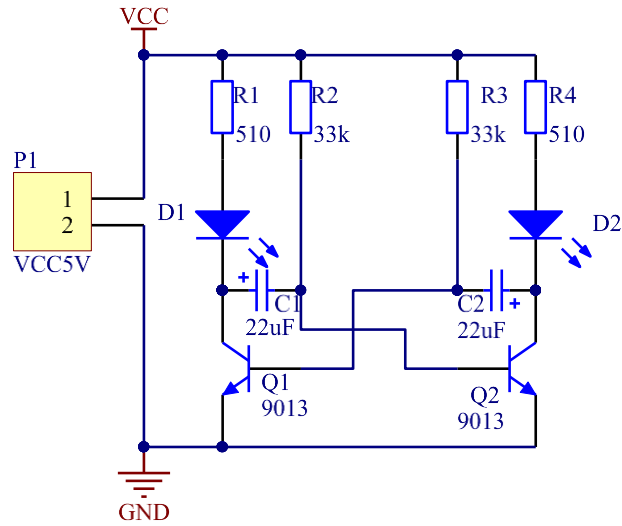 VCC
R1
R2
R3
R4
510
33k
33k
510
P1
1
2
VCC5V
D1
D2
C1
22uF
C2
22uF
Q1
9013
Q2
9013
GND